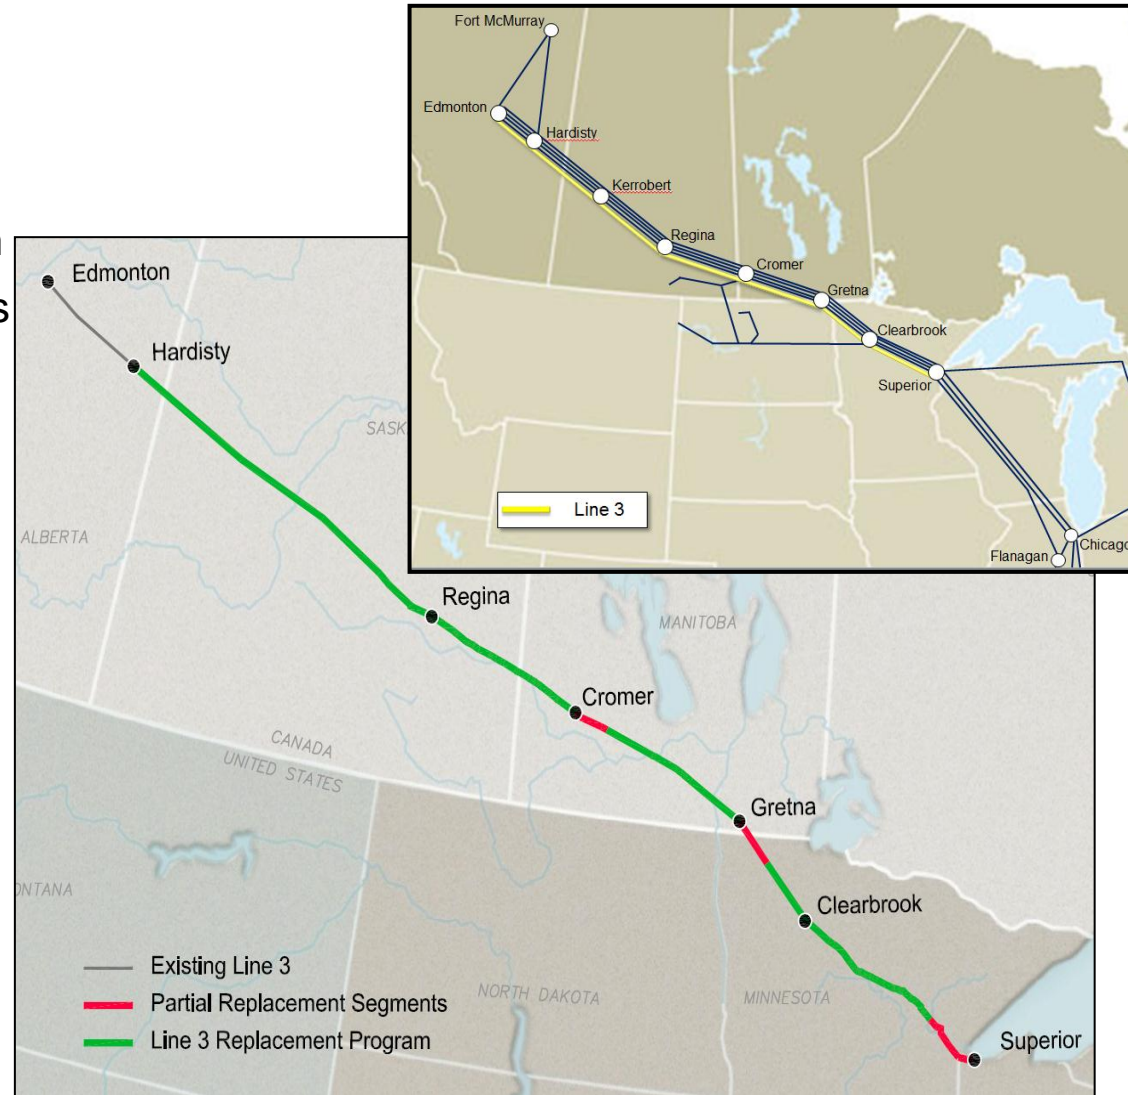 Fort McMurray
Edmonton
Hardisty
Kerrobert
Regina
Cromer
Gretna
Clearbrook
Superior
Line 3
Flanagan
Chicago
s
Edmonton
Hardisty
SASK
ALBERTA
Regina
MANITOBA
Cromer
CANADA
UNITED STATES
Gretna
ONTANA
Clearbrook
Existing Line 3
Partial Replacement Segments
Line 3 Replacement Program
NORTH DAKOTA
MINNESOTA
Superior